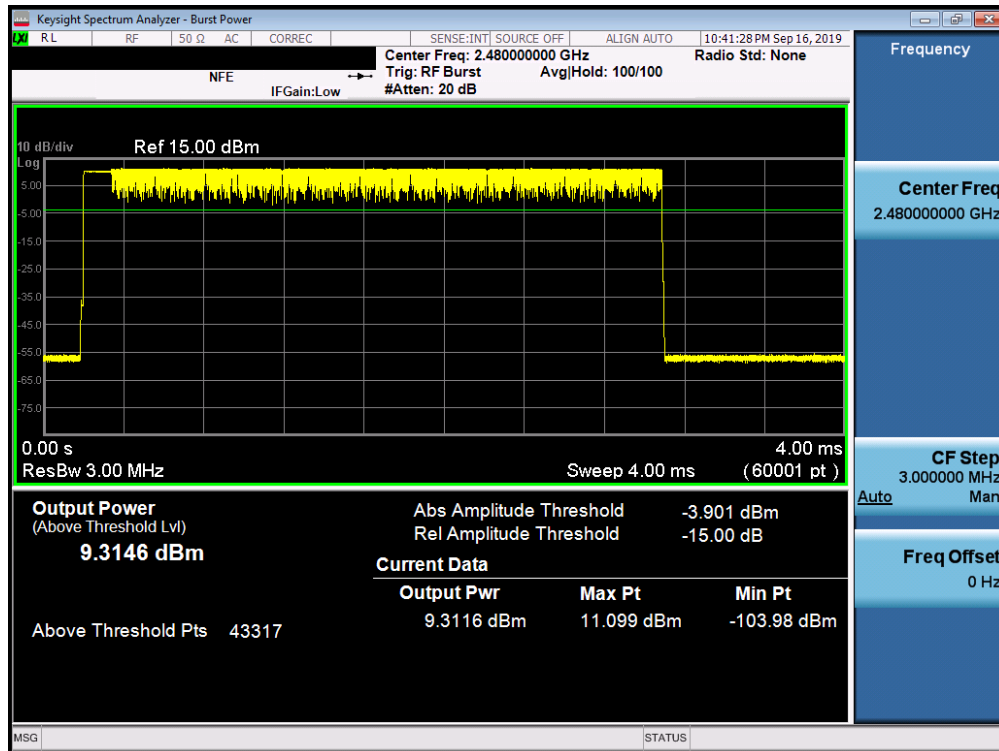 Keysight Spectrum Analyzer - Burst Power
LXI RL RF 50 Ω AC CORREC SENSE:INT SOURCE OFF ALIGN AUTO 10:41:28 PM Sep 16, 2019
Frequency
Center Freq: 2.480000000 GHz Radio Std: None
NFE Trig: RF Burst Avg|Hold: 100/100
IFGain:Low #Atten: 20 dB
10 dB/div Ref 15.00 dBm
Log
5.00
-5.00
-15.0
-25.0
-35.0
-45.0
-55.0
-65.0
-75.0
0.00 s 4.00 ms
ResBw 3.00 MHz Sweep 4.00 ms (60001 pt)
Output Power
(Above Threshold Lvl)
9.3146 dBm
Above Threshold Pts 43317
Abs Amplitude Threshold -3.901 dBm
Rel Amplitude Threshold -15.00 dB
Current Data
Output Pwr Max Pt Min Pt
9.3116 dBm 11.099 dBm -103.98 dBm
Center Freq
2.480000000 GHz
CF Step
3.000000 MHz
Auto Man
Freq Offset
0 Hz
MSG STATUS